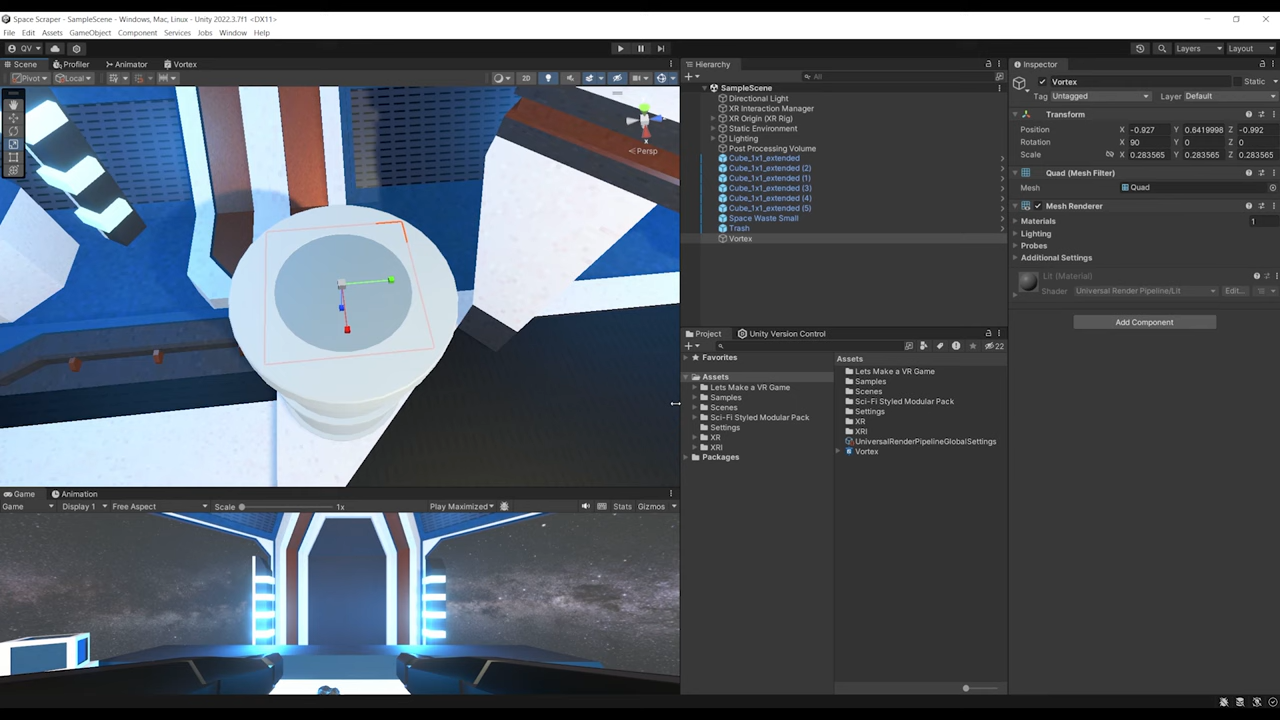 Space Scraper - SampleScene - Windows, Mac, Linux - Unity 2022.3.7f1 <DX11>
File Edit Assets GameObject Component Services Jobs Window Help
QV Layers Layout
Scene Profiler Animator Vortex
Pivot Local 2D
x
Persp
Game Animation
Game Display 1 Free Aspect Scale 1x Play Maximized Stats Gizmos
Hierarchy
All
SampleScene
Directional Light
XR Interaction Manager
XR Origin (XR Rig)
Static Environment
Lighting
Post Processing Volume
Cube_1x1_extended
Cube_1x1_extended (2)
Cube_1x1_extended (1)
Cube_1x1_extended (3)
Cube_1x1_extended (4)
Cube_1x1_extended (5)
Space Waste Small
Trash
Vortex
Project Unity Version Control
22
Favorites
Assets
Lets Make a VR Game
Samples
Scenes
Sci-Fi Styled Modular Pack
Settings
XR
XRI
Packages
Assets
Lets Make a VR Game
Samples
Scenes
Sci-Fi Styled Modular Pack
Settings
XR
XRI
UniversalRenderPipelineGlobalSettings
Vortex
Inspector
Vortex Static
Tag Untagged Layer Default
Transform
Position X -0.927 Y 0.6419998 Z -0.992
Rotation X 90 Y 0 Z 0
Scale X 0.283565 Y 0.283565 Z 0.283565
Quad (Mesh Filter)
Mesh Quad
Mesh Renderer
Materials 1
Lighting
Probes
Additional Settings
Lit (Material)
Shader Universal Render Pipeline/Lit Edit...
Add Component